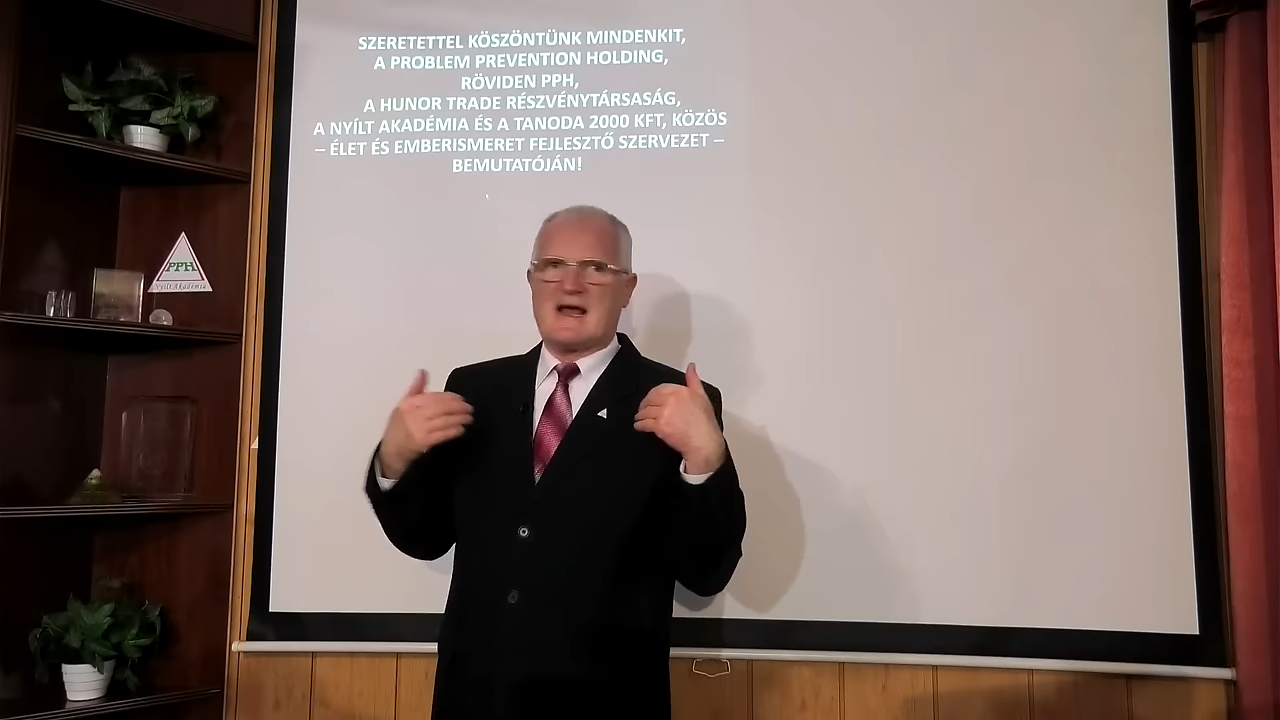 SZERETETTEL KÖSZÖNTÜNK MINDENKIT,
A PROBLEM PREVENTION HOLDING,
RÖVIDEN PPH,
A HUNOR TRADE RÉSZVÉNYTÁRSASÁG,
A NYÍLT AKADÉMIA ÉS A TANODA 2000 KFT, KÖZÖS
– ÉLET ÉS EMBERISMERET FEJLESZTŐ SZERVEZET –
BEMUTATÓJÁN!
PPH
Nyílt Akadémia